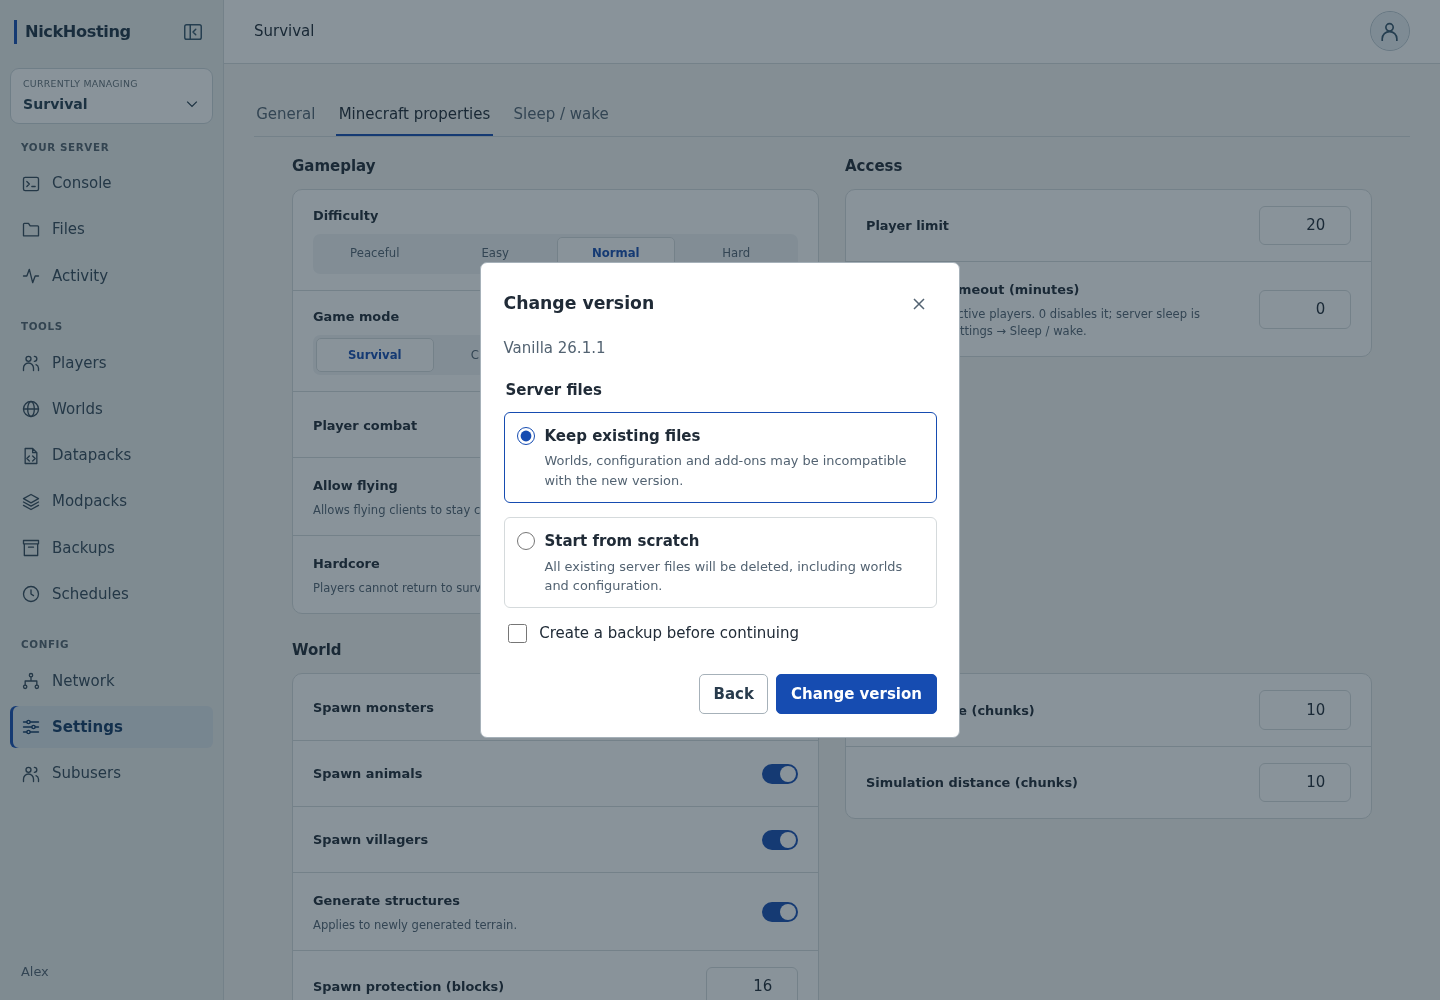 NickHosting
CURRENTLY MANAGING
Survival
YOUR SERVER
Console
Files
Activity
TOOLS
Players
Worlds
Datapacks
Modpacks
Backups
Schedules
CONFIG
Network
Settings
Subusers
Alex
Survival
General
Minecraft properties
Sleep / wake
Gameplay
Difficulty
Peaceful
Easy
Normal
Hard
Game mode
Survival
C
Player combat
Allow flying
Allows flying clients to stay c
Hardcore
Players cannot return to surv
World
Spawn monsters
Spawn animals
Spawn villagers
Generate structures
Applies to newly generated terrain.
Spawn protection (blocks)
16
Access
Player limit
20
meout (minutes)
ctive players. 0 disables it; server sleep is
ttings → Sleep / wake.
0
e (chunks)
10
Simulation distance (chunks)
10
Change version
Vanilla 26.1.1
Server files
Keep existing files
Worlds, configuration and add-ons may be incompatible
with the new version.
Start from scratch
All existing server files will be deleted, including worlds
and configuration.
Create a backup before continuing
Back
Change version